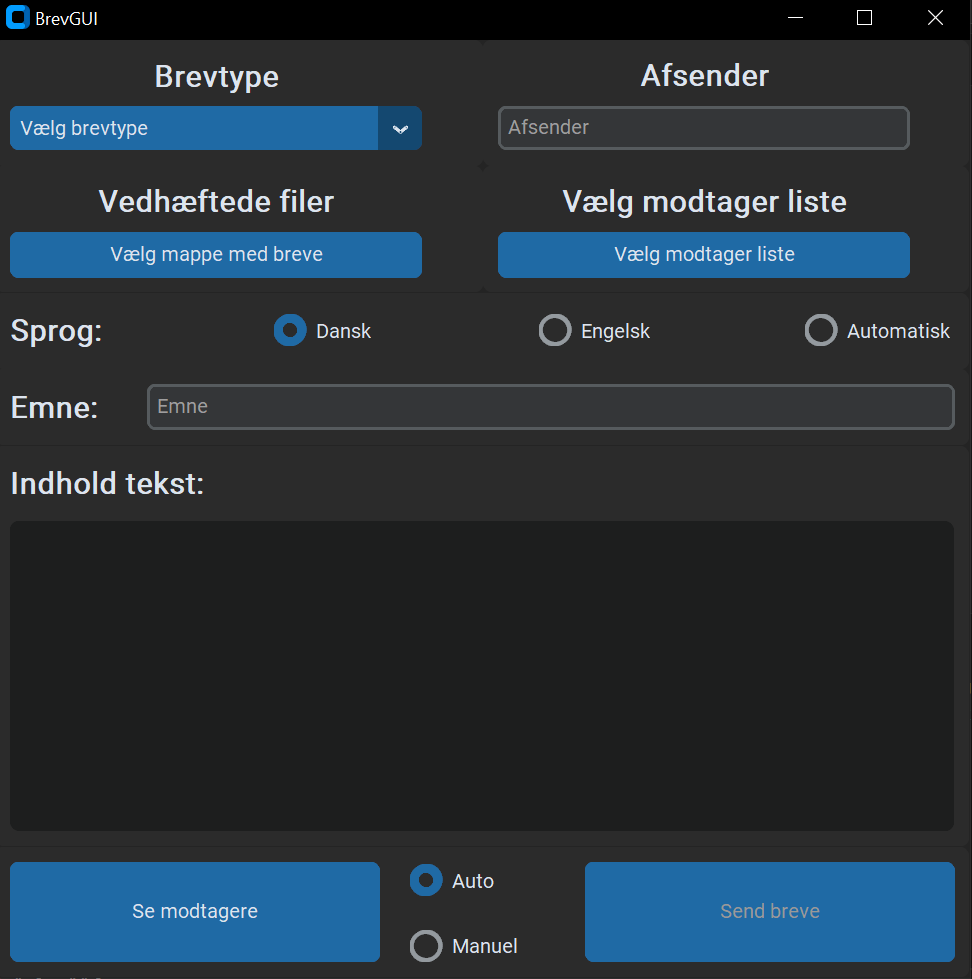 BrevGUI
Brevtype
Afsender
Vælg brevtype
Afsender
Vedhæftede filer
Vælg modtager liste
Vælg mappe med breve
Vælg modtager liste
Sprog:
Dansk
Engelsk
Automatisk
Emne:
Emne
Indhold tekst:
Se modtagere
Auto
Manuel
Send breve